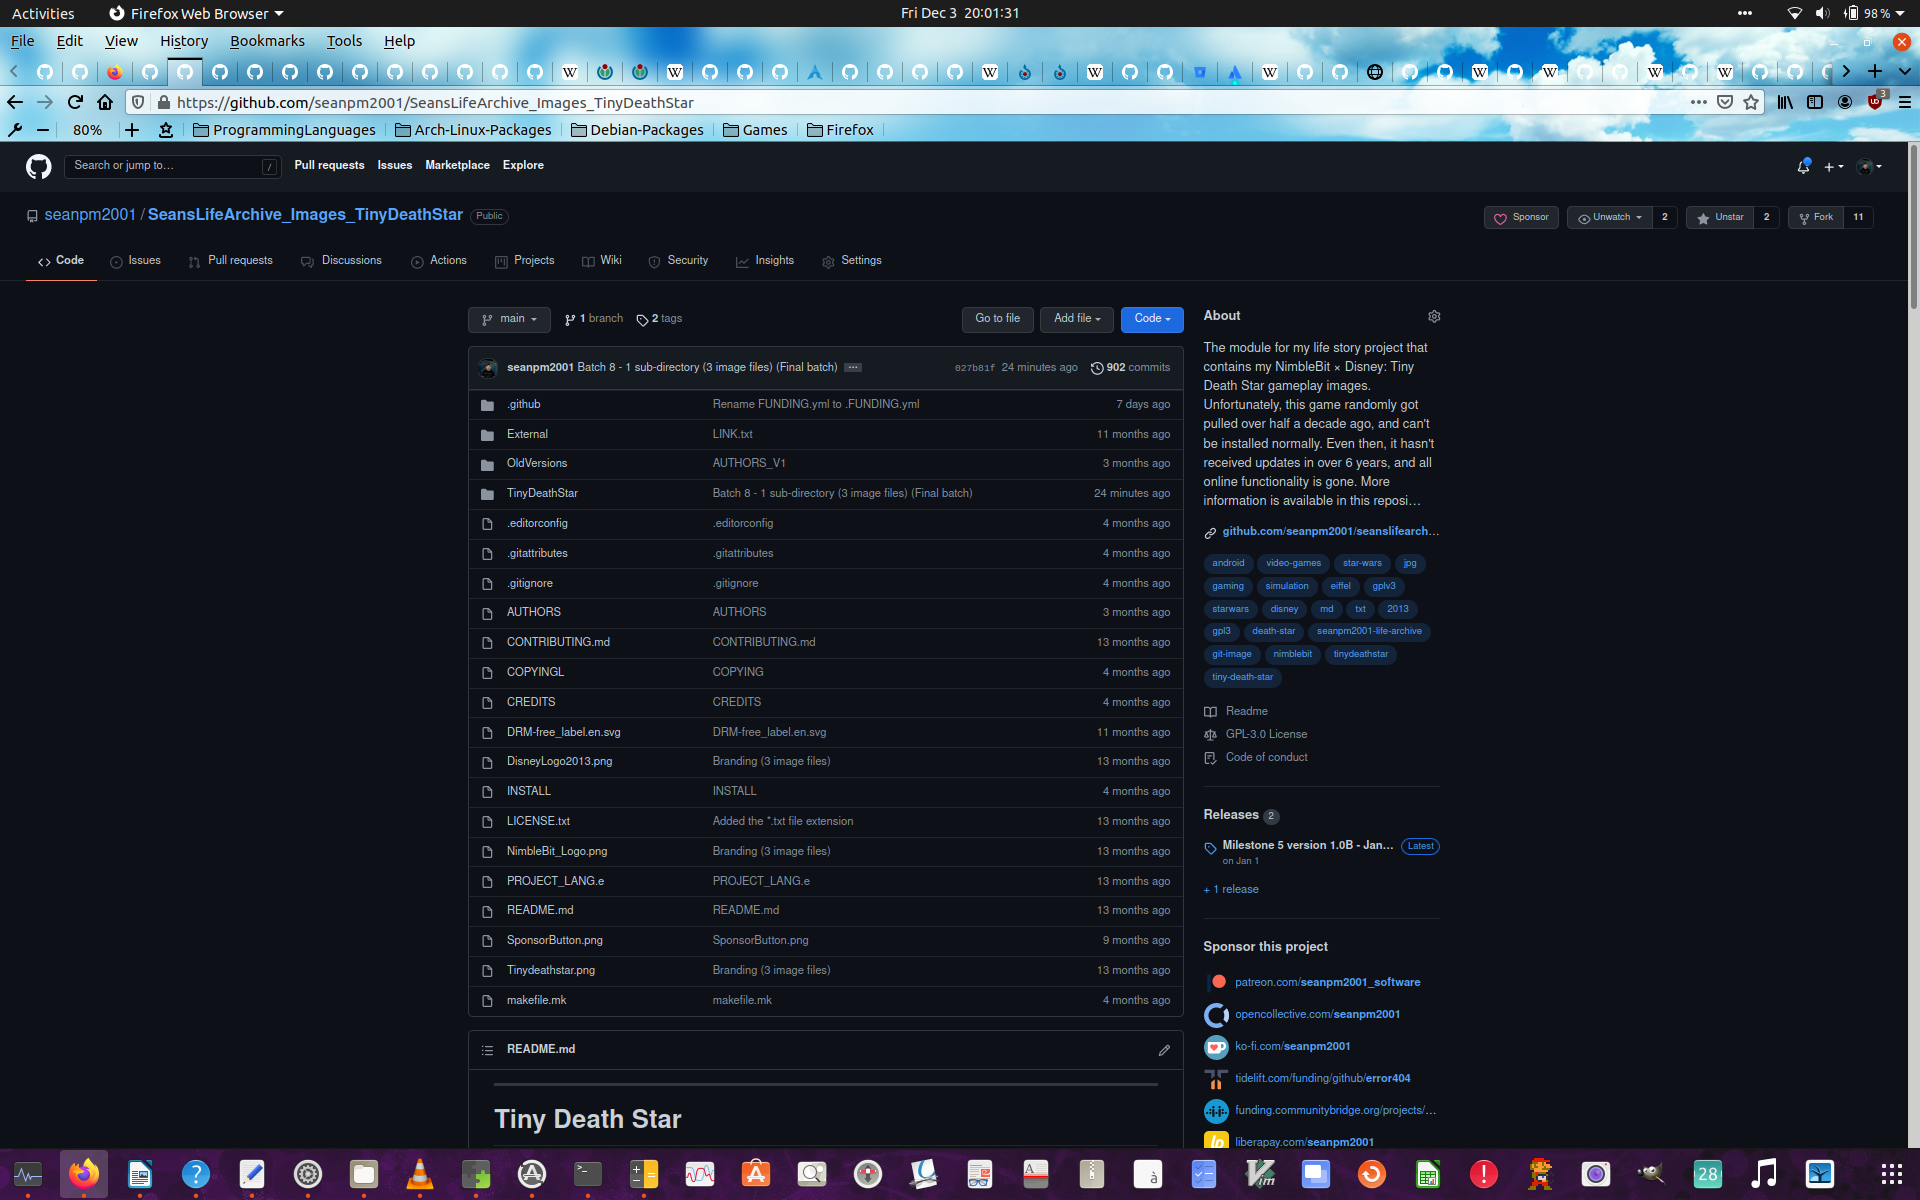 Activities
Firefox Web Browser
Fri Dec 3 20:01:31
98 %
File Edit View History Bookmarks Tools Help
https://github.com/seanpm2001/SeansLifeArchive_Images_TinyDeathStar
3
80%
ProgrammingLanguages
Arch-Linux-Packages
Debian-Packages
Games
Firefox
Search or jump to… /
Pull requests Issues Marketplace Explore
seanpm2001 / SeansLifeArchive_Images_TinyDeathStar Public
Sponsor
Unwatch 2
Unstar 2
Fork 11
Code Issues Pull requests Discussions Actions Projects Wiki Security Insights Settings
main
1 branch
2 tags
Go to file
Add file
Code
seanpm2001 Batch 8 - 1 sub-directory (3 image files) (Final batch) ... 027b81f 24 minutes ago 902 commits
.github Rename FUNDING.yml to .FUNDING.yml 7 days ago
External LINK.txt 11 months ago
OldVersions AUTHORS_V1 3 months ago
TinyDeathStar Batch 8 - 1 sub-directory (3 image files) (Final batch) 24 minutes ago
.editorconfig .editorconfig 4 months ago
.gitattributes .gitattributes 4 months ago
.gitignore .gitignore 4 months ago
AUTHORS AUTHORS 3 months ago
CONTRIBUTING.md CONTRIBUTING.md 13 months ago
COPYINGL COPYING 4 months ago
CREDITS CREDITS 4 months ago
DRM-free_label.en.svg DRM-free_label.en.svg 11 months ago
DisneyLogo2013.png Branding (3 image files) 13 months ago
INSTALL INSTALL 4 months ago
LICENSE.txt Added the *.txt file extension 13 months ago
NimbleBit_Logo.png Branding (3 image files) 13 months ago
PROJECT_LANG.e PROJECT_LANG.e 13 months ago
README.md README.md 13 months ago
SponsorButton.png SponsorButton.png 9 months ago
Tinydeathstar.png Branding (3 image files) 13 months ago
makefile.mk makefile.mk 4 months ago
README.md
Tiny Death Star
About
The module for my life story project that
contains my NimbleBit × Disney: Tiny
Death Star gameplay images.
Unfortunately, this game randomly got
pulled over half a decade ago, and can't
be installed normally. Even then, it hasn't
received updates in over 6 years, and all
online functionality is gone. More
information is available in this reposi…
github.com/seanpm2001/seanslifearch…
android video-games star-wars jpg
gaming simulation eiffel gplv3
starwars disney md txt 2013
gpl3 death-star seanpm2001-life-archive
git-image nimblebit tinydeathstar
tiny-death-star
Readme
GPL-3.0 License
Code of conduct
Releases 2
Milestone 5 version 1.0B - Jan… Latest
on Jan 1
+ 1 release
Sponsor this project
patreon.com/seanpm2001_software
opencollective.com/seanpm2001
ko-fi.com/seanpm2001
tidelift.com/funding/github/error404
funding.communitybridge.org/projects/…
liberapay.com/seanpm2001
28